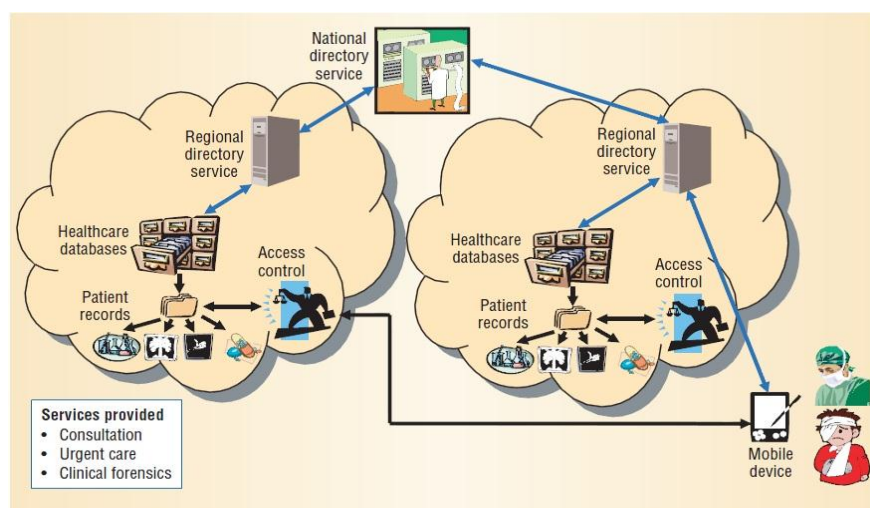 National
directory
service
Regional
directory
service
Healthcare
databases
Access
control
Patient
records
Regional
directory
service
Healthcare
databases
Access
control
Patient
records
Services provided
• Consultation
• Urgent care
• Clinical forensics
Mobile
device